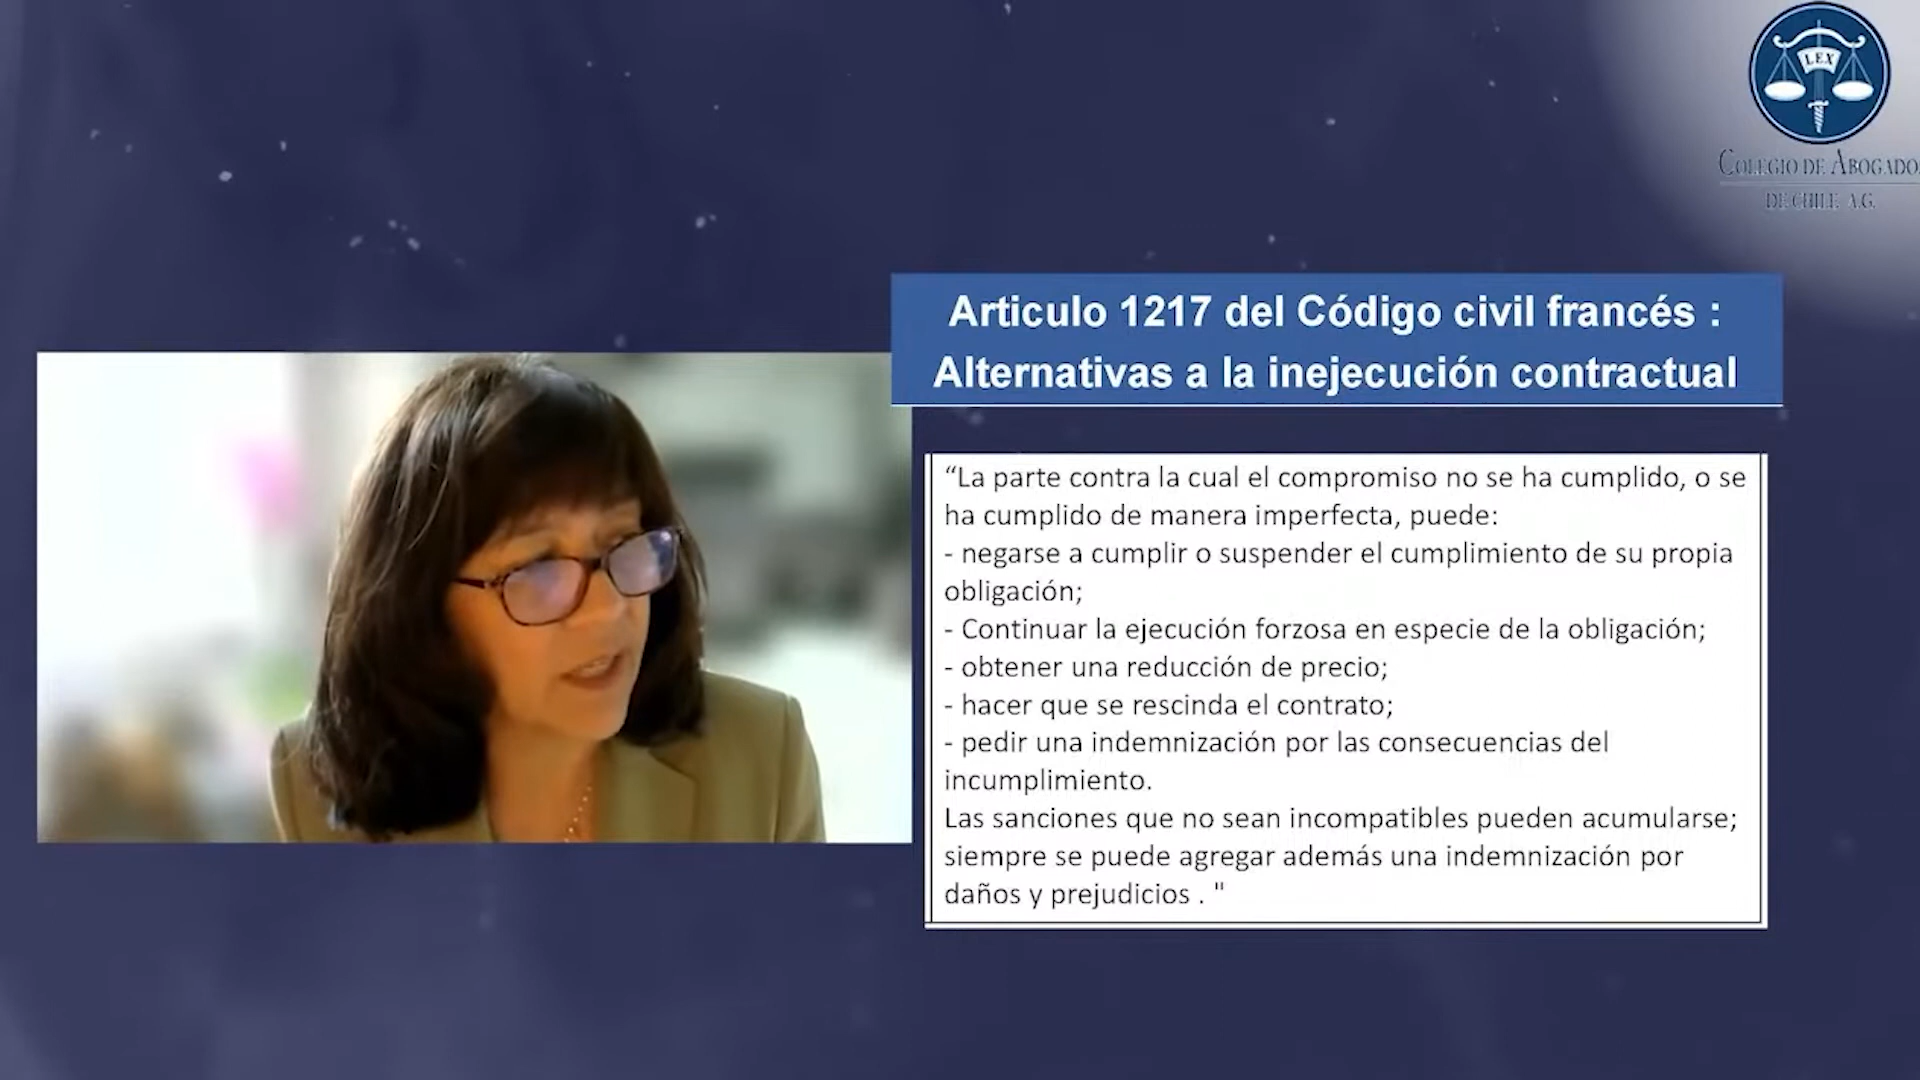 LEX
COLEGIO DE ABOGADO
DE CHILE A.G.
Articulo 1217 del Código civil francés :
Alternativas a la inejecución contractual
“La parte contra la cual el compromiso no se ha cumplido, o se
ha cumplido de manera imperfecta, puede:
- negarse a cumplir o suspender el cumplimiento de su propia
obligación;
- Continuar la ejecución forzosa en especie de la obligación;
- obtener una reducción de precio;
- hacer que se rescinda el contrato;
- pedir una indemnización por las consecuencias del
incumplimiento.
Las sanciones que no sean incompatibles pueden acumularse;
siempre se puede agregar además una indemnización por
daños y prejudicios . "